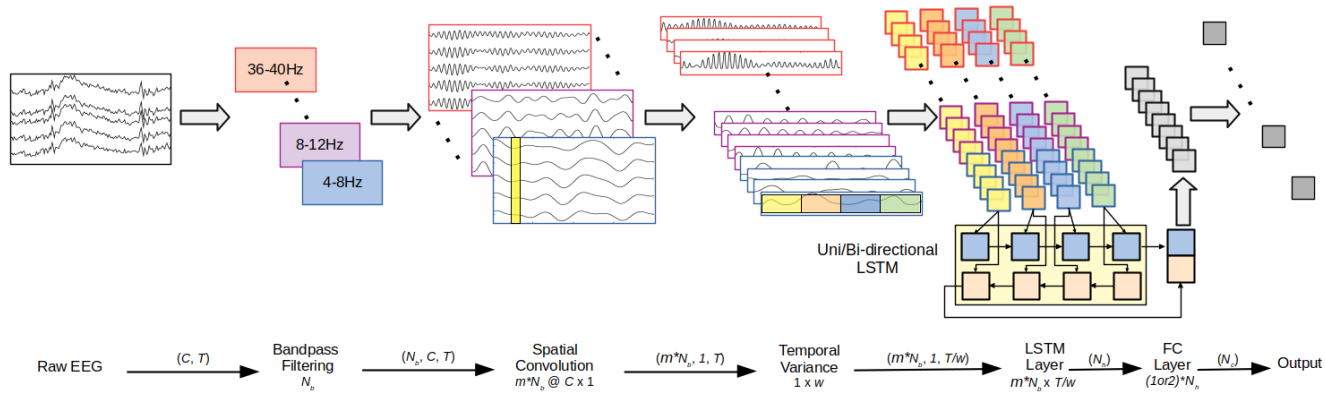 36-40Hz
8-12Hz
4-8Hz
Uni/Bi-directional
LSTM
Raw EEG
(C, T)
Bandpass
Filtering
N_b
(N_b, C, T)
Spatial
Convolution
m*N_b @ C x 1
(m*N_b, 1, T)
Temporal
Variance
1 x w
(m*N_b, 1, T/w)
LSTM
Layer
m*N_b x T/w
(N_h)
FC
Layer
(1or2)*N_h
(N_c)
Output